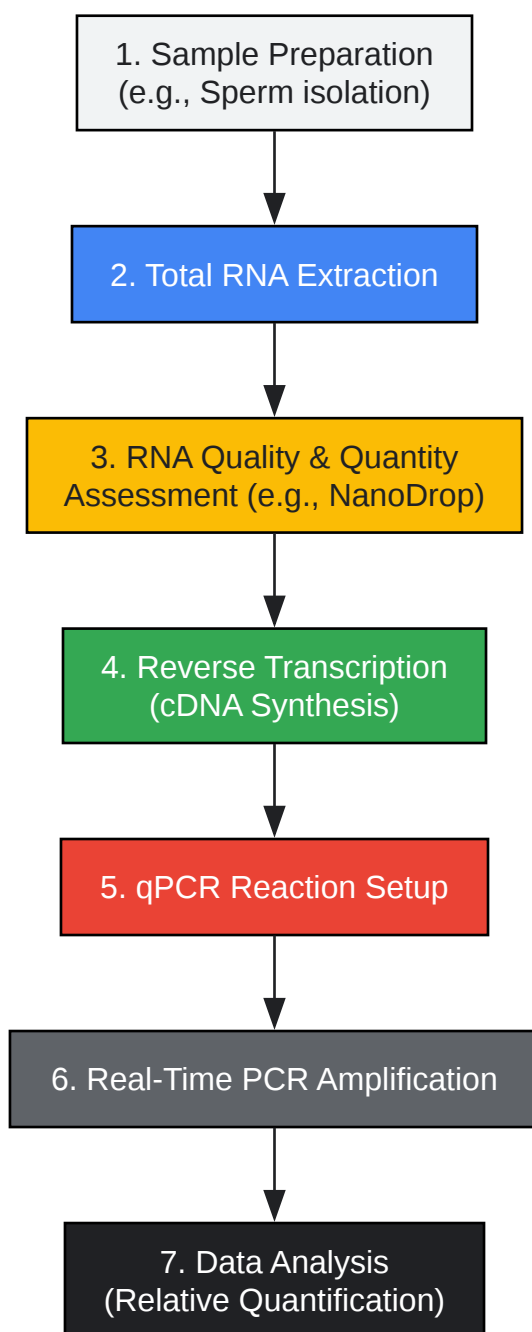 1. Sample Preparation
(e.g., Sperm isolation)
2. Total RNA Extraction
3. RNA Quality & Quantity
Assessment (e.g., NanoDrop)
4. Reverse Transcription
(cDNA Synthesis)
5. qPCR Reaction Setup
6. Real-Time PCR Amplification
7. Data Analysis
(Relative Quantification)